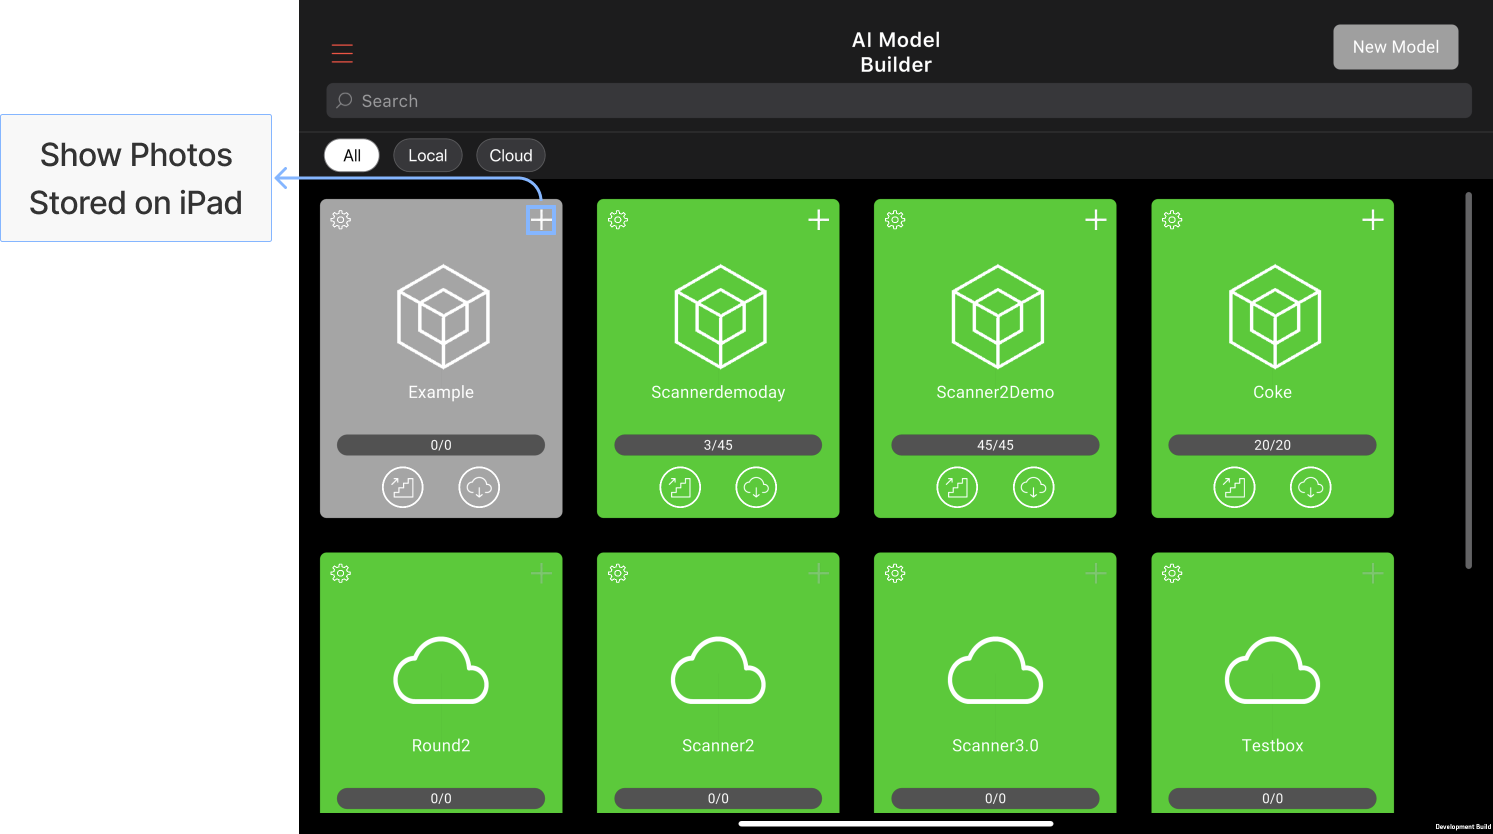 AI Model
Builder
New Model
Search
Show Photos
Stored on iPad
All
Local
Cloud
Example
Scannerdemoday
Scanner2Demo
Coke
0/0
3/45
45/45
20/20
Round2
Scanner2
Scanner3.0
Testbox
0/0
0/0
0/0
0/0
Development Build